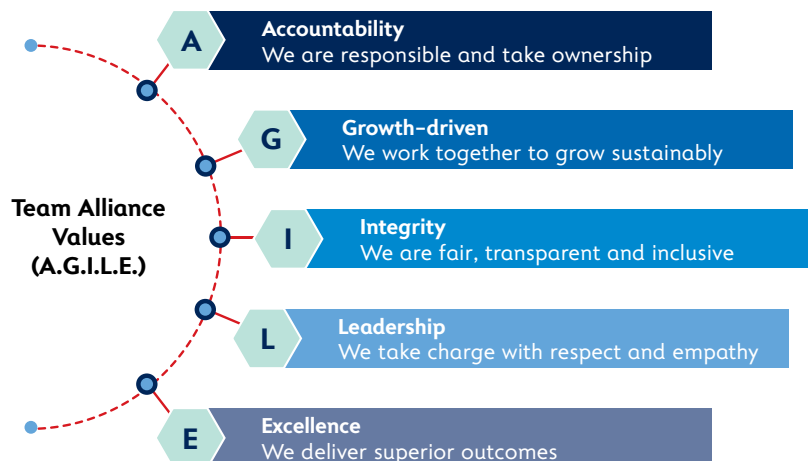 A
Accountability
We are responsible and take ownership
G
Growth-driven
We work together to grow sustainably
Team Alliance
Values
(A.G.I.L.E.)
I
Integrity
We are fair, transparent and inclusive
L
Leadership
We take charge with respect and empathy
E
Excellence
We deliver superior outcomes